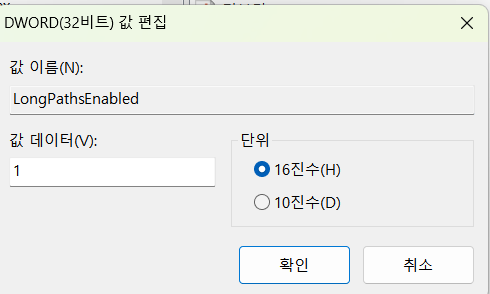 DWORD(32비트) 값 편집
값 이름(N):
LongPathsEnabled
값 데이터(V):
1
단위
16진수(H)
10진수(D)
확인
취소